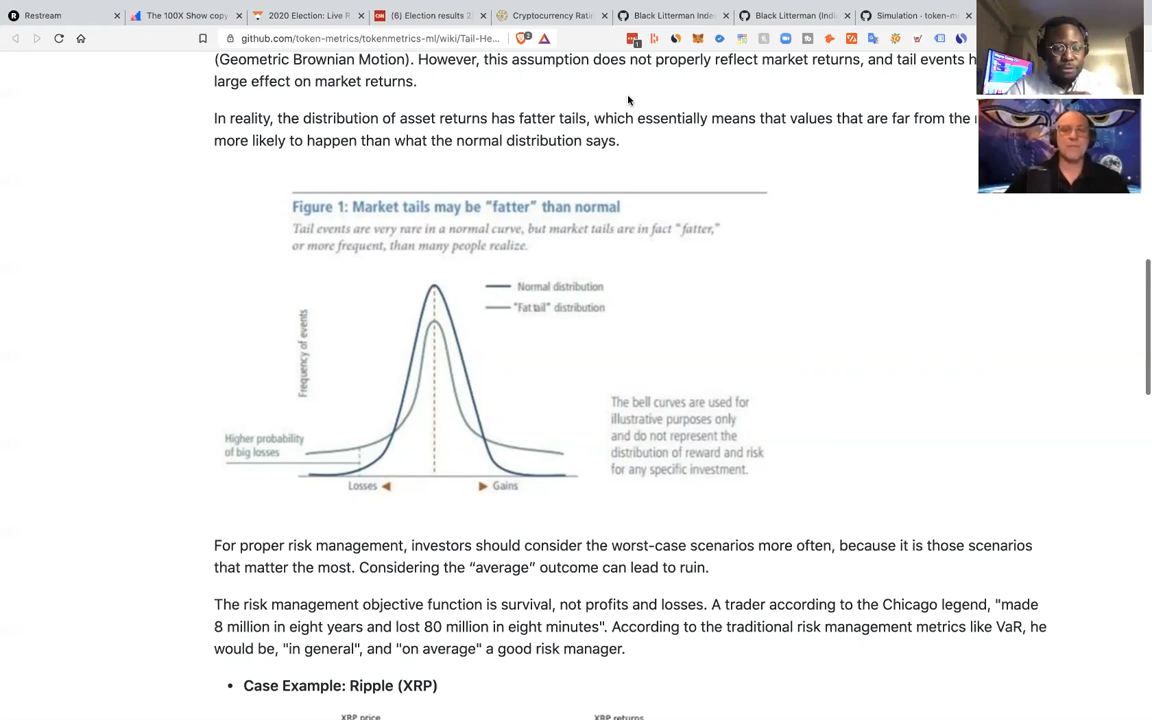 Restream
The 100X Show copy
2020 Election: Live R
(6) Election results 2
Cryptocurrency Rati
Black Litterman Inde
Black Litterman (Indi
Simulation · token-m
github.com/token-metrics/tokenmetrics-ml/wiki/Tail-He...
(Geometric Brownian Motion). However, this assumption does not properly reflect market returns, and tail events h
large effect on market returns.
In reality, the distribution of asset returns has fatter tails, which essentially means that values that are far from the
more likely to happen than what the normal distribution says.
Figure 1: Market tails may be "fatter" than normal
Tail events are very rare in a normal curve, but market tails are in fact "fatter,"
or more frequent, than many people realize.
Normal distribution
"Fat tail" distribution
Frequency of events
The bell curves are used for
illustrative purposes only
and do not represent the
distribution of reward and risk
for any specific investment.
Higher probability
of big losses
Losses
Gains
For proper risk management, investors should consider the worst-case scenarios more often, because it is those scenarios
that matter the most. Considering the “average” outcome can lead to ruin.
The risk management objective function is survival, not profits and losses. A trader according to the Chicago legend, "made
8 million in eight years and lost 80 million in eight minutes". According to the traditional risk management metrics like VaR, he
would be, "in general", and "on average" a good risk manager.
• Case Example: Ripple (XRP)
XRP price
XRP returns